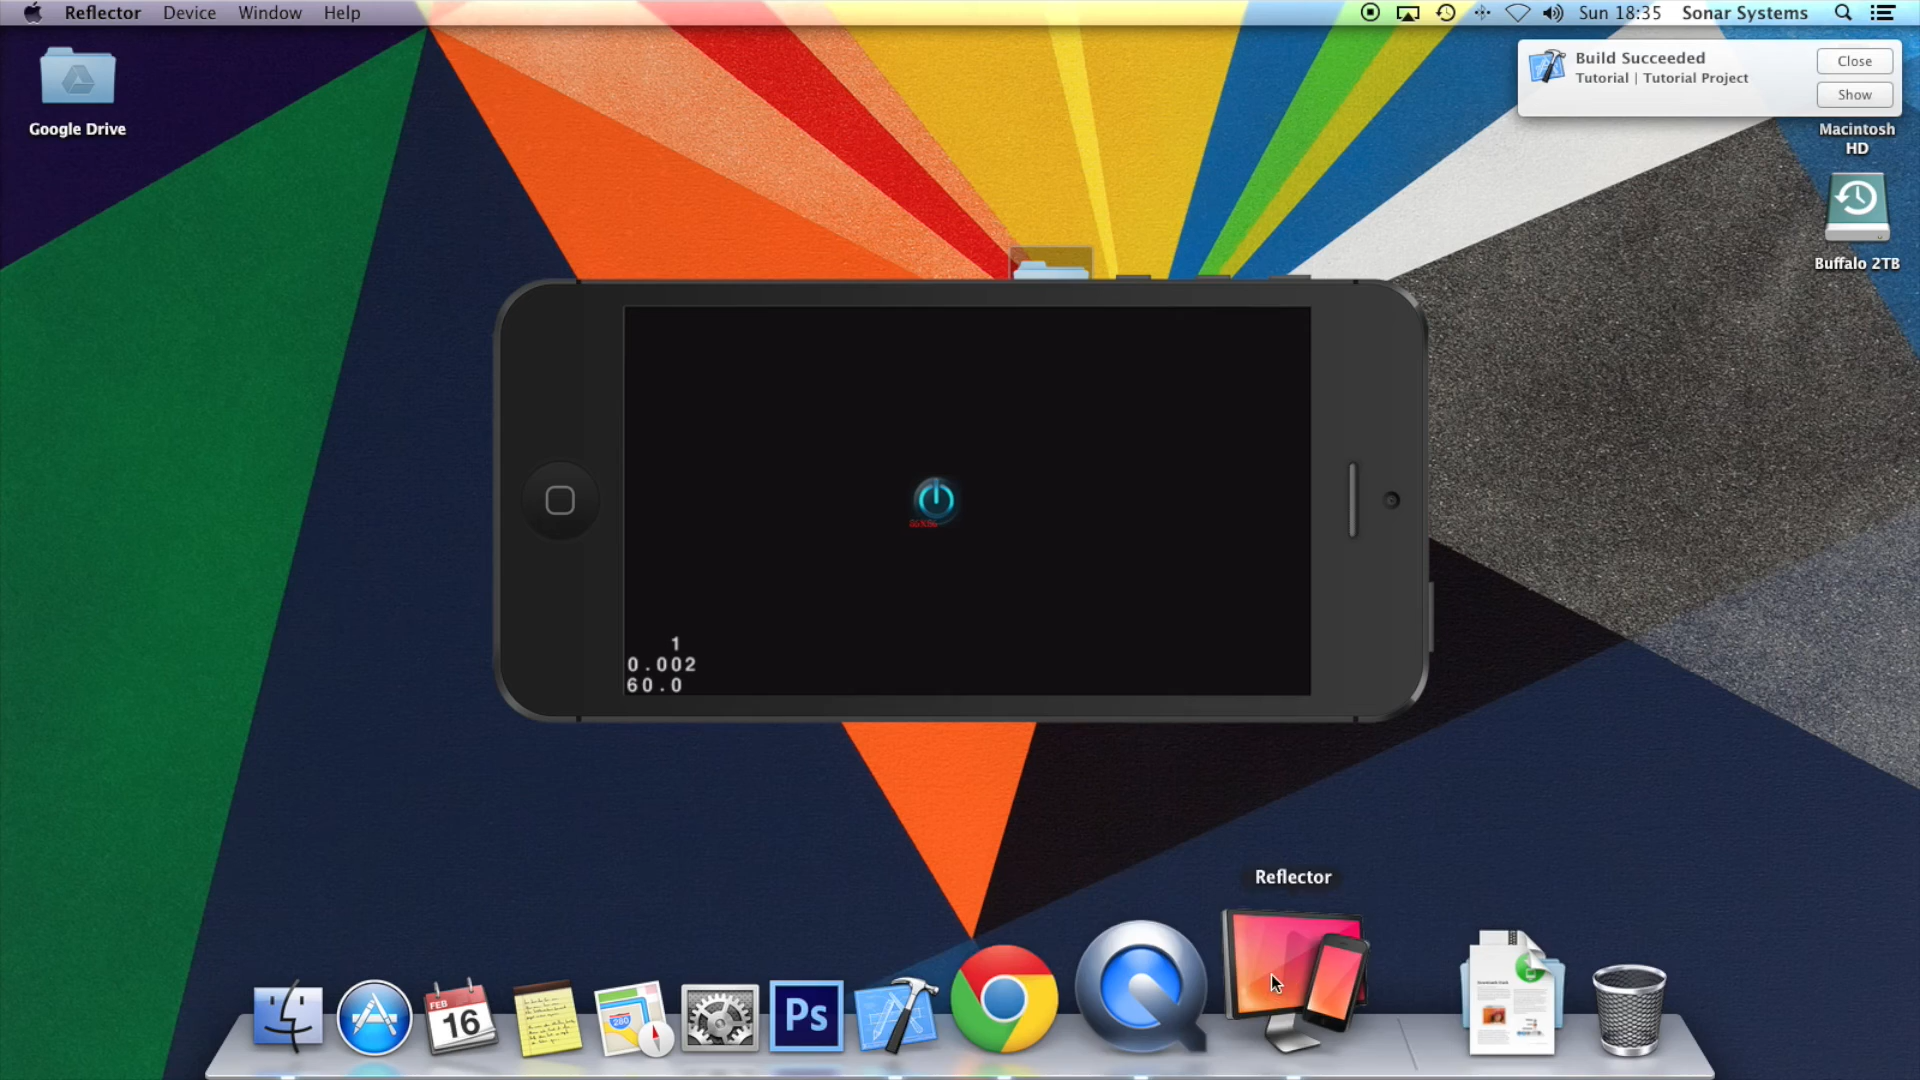 Reflector Device Window Help
Sun 18:35 Sonar Systems
Google Drive
Build Succeeded
Tutorial | Tutorial Project
Close
Show
Macintosh
HD
Buffalo 2TB
1
0.002
60.0
Reflector
FEB
16
280
Ps